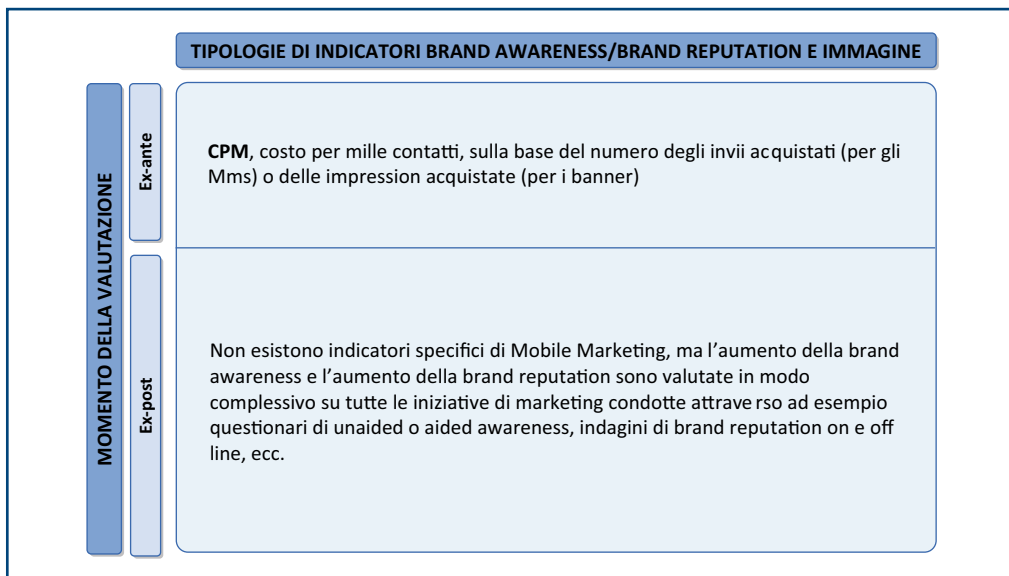 TIPOLOGIE DI INDICATORI BRAND AWARENESS/BRAND REPUTATION E IMMAGINE
MOMENTO DELLA VALUTAZIONE
Ex-ante
CPM, costo per mille contatti, sulla base del numero degli invii acquistati (per gli
Mms) o delle impression acquistate (per i banner)
Ex-post
Non esistono indicatori specifici di Mobile Marketing, ma l’aumento della brand
awareness e l’aumento della brand reputation sono valutate in modo
complessivo su tutte le iniziative di marketing condotte attrave rso ad esempio
questionari di unaided o aided awareness, indagini di brand reputation on e off
line, ecc.